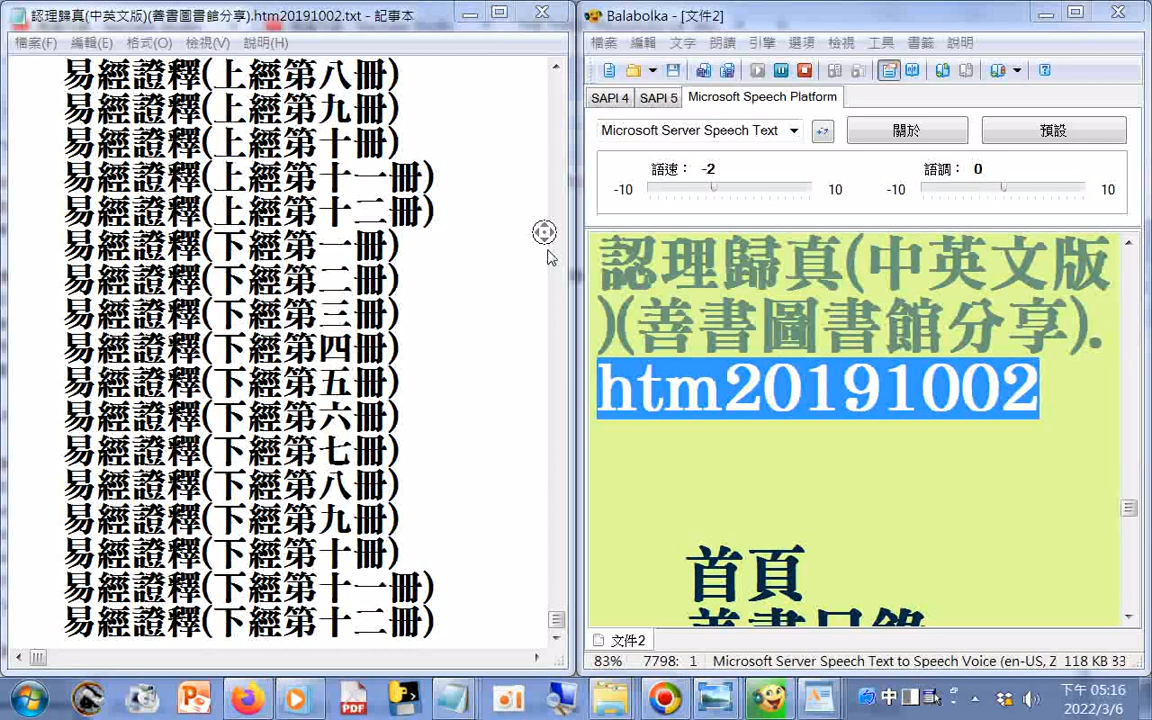 認理歸真(中英文版)(善書圖書館分享).htm20191002.txt - 記事本
檔案(F) 編輯(E) 格式(O) 檢視(V) 說明(H)
易經證釋(上經第八冊)
易經證釋(上經第九冊)
易經證釋(上經第十冊)
易經證釋(上經第十一冊)
易經證釋(上經第十二冊)
易經證釋(下經第一冊)
易經證釋(下經第二冊)
易經證釋(下經第三冊)
易經證釋(下經第四冊)
易經證釋(下經第五冊)
易經證釋(下經第六冊)
易經證釋(下經第七冊)
易經證釋(下經第八冊)
易經證釋(下經第九冊)
易經證釋(下經第十冊)
易經證釋(下經第十一冊)
易經證釋(下經第十二冊)
Balabolka - [文件2]
檔案 編輯 文字 朗讀 引擎 選項 檢視 工具 書籤 說明
SAPI 4 SAPI 5 Microsoft Speech Platform
Microsoft Server Speech Text 關於 預設
語速: -2 語調: 0
-10 10 -10 10
認理歸真(中英文版
)(善書圖書館分享).
htm20191002
首頁
善書目錄
文件2
83% 7798: 1 Microsoft Server Speech Text to Speech Voice (en-US, Z 118 KB 33
PDF 中 下午 05:16
2022/3/6